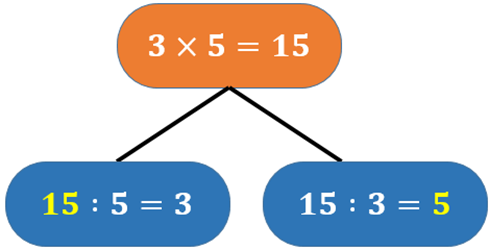 3 × 5 = 15
15 : 5 = 3
15 : 3 = 5